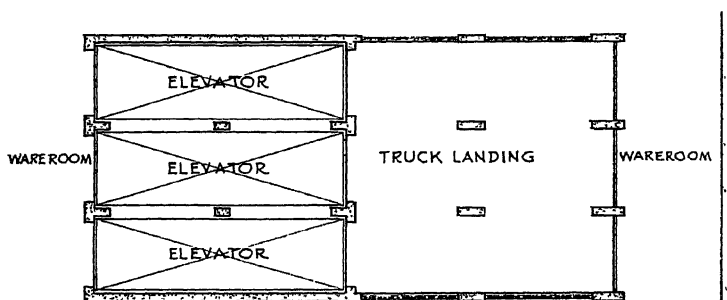 ELEVATOR
WAREROOM
ELEVATOR
TRUCK LANDING
WAREROOM
ELEVATOR